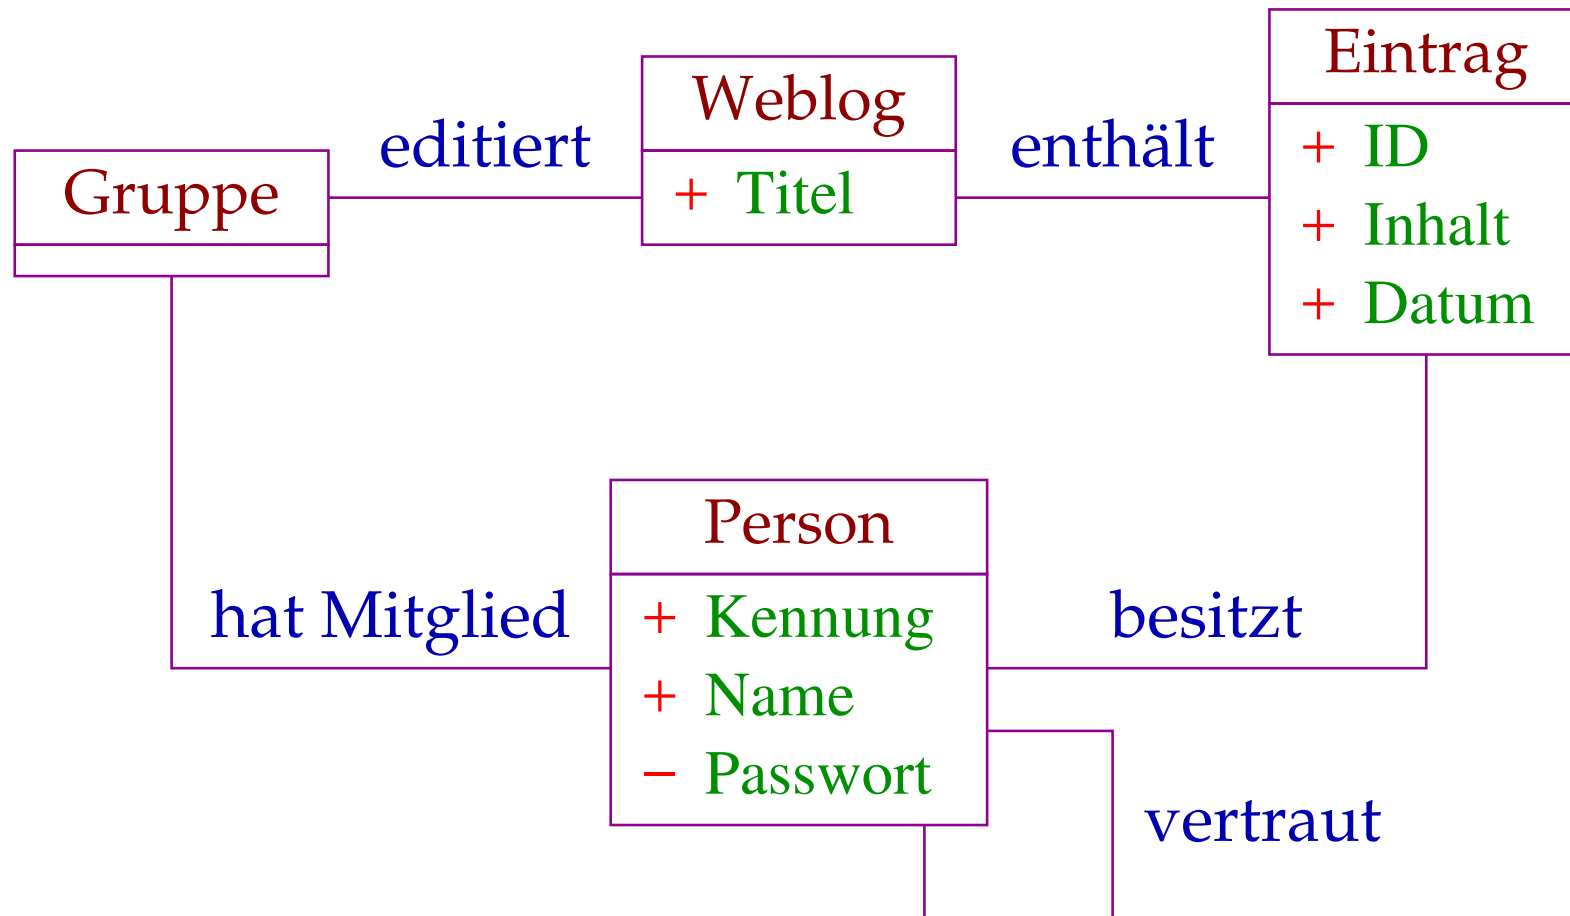 Gruppe
editiert
Weblog
+ Titel
enthält
Eintrag
+ ID
+ Inhalt
+ Datum
hat Mitglied
Person
+ Kennung
+ Name
− Passwort
besitzt
vertraut